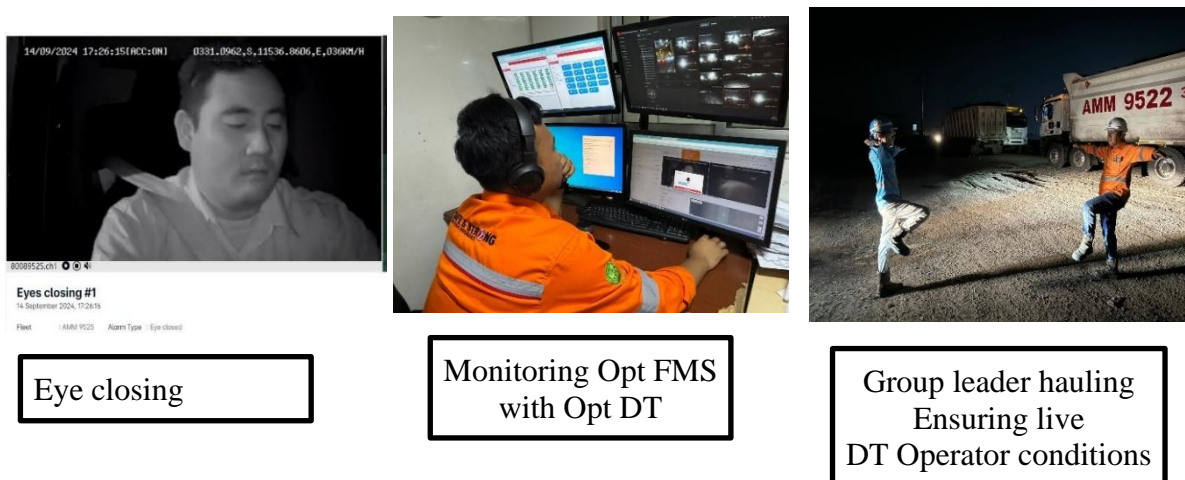 14/09/2024 17:26:15[ACC:ON] 0331.0962,S,11536.8606,E,036KM/H
80089525.ch1
Eyes closing #1
14 September 2024, 17:26:16
Fleet : AMM 9525 Alarm Type : Eye closed
Eye closing
STRONG
Monitoring Opt FMS
with Opt DT
AMM 9522
Group leader hauling
Ensuring live
DT Operator conditions